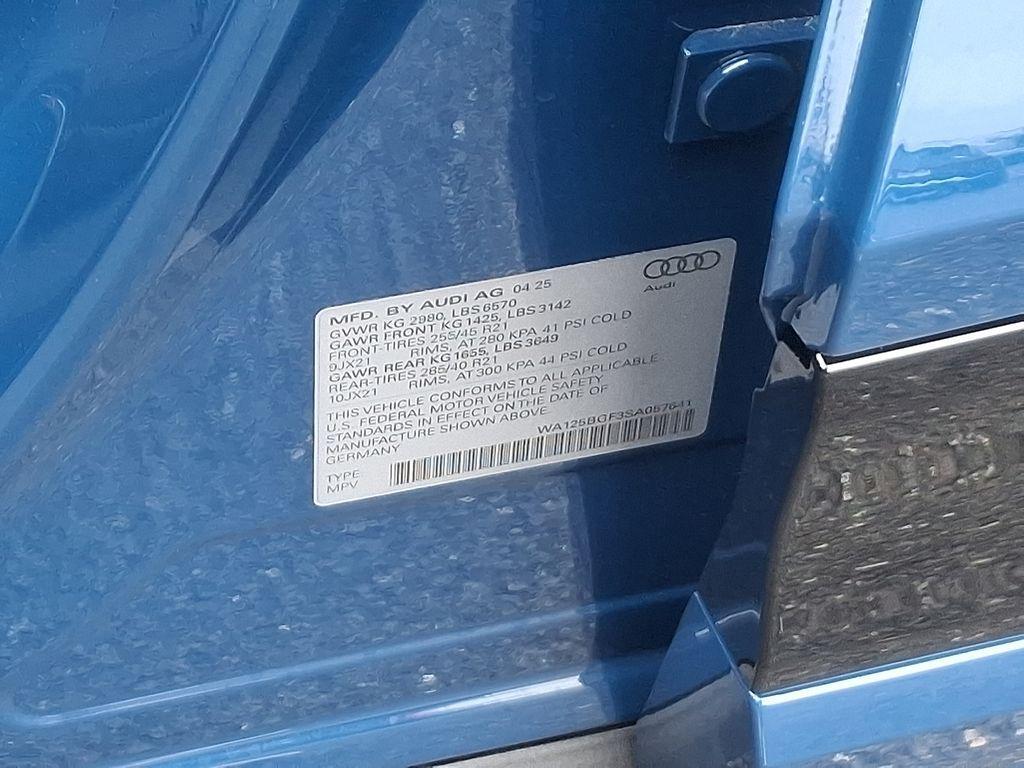 MFD. BY AUDI AG 04 25
GVWR KG 2980, LBS 6570
GAWR FRONT KG 1425, LBS 3142
FRONT-TIRES 255/45 R21
9JX21 RIMS, AT 280 KPA 41 PSI COLD
GAWR REAR KG 1655, LBS 3649
REAR-TIRES 285/40 R21
10JX21 RIMS, AT 300 KPA 44 PSI COLD
THIS VEHICLE CONFORMS TO ALL APPLICABLE
U.S. FEDERAL MOTOR VEHICLE SAFETY
STANDARDS IN EFFECT ON THE DATE OF
MANUFACTURE SHOWN ABOVE.
GERMANY
WA125BGF3SA057641
TYPE
MPV
Audi